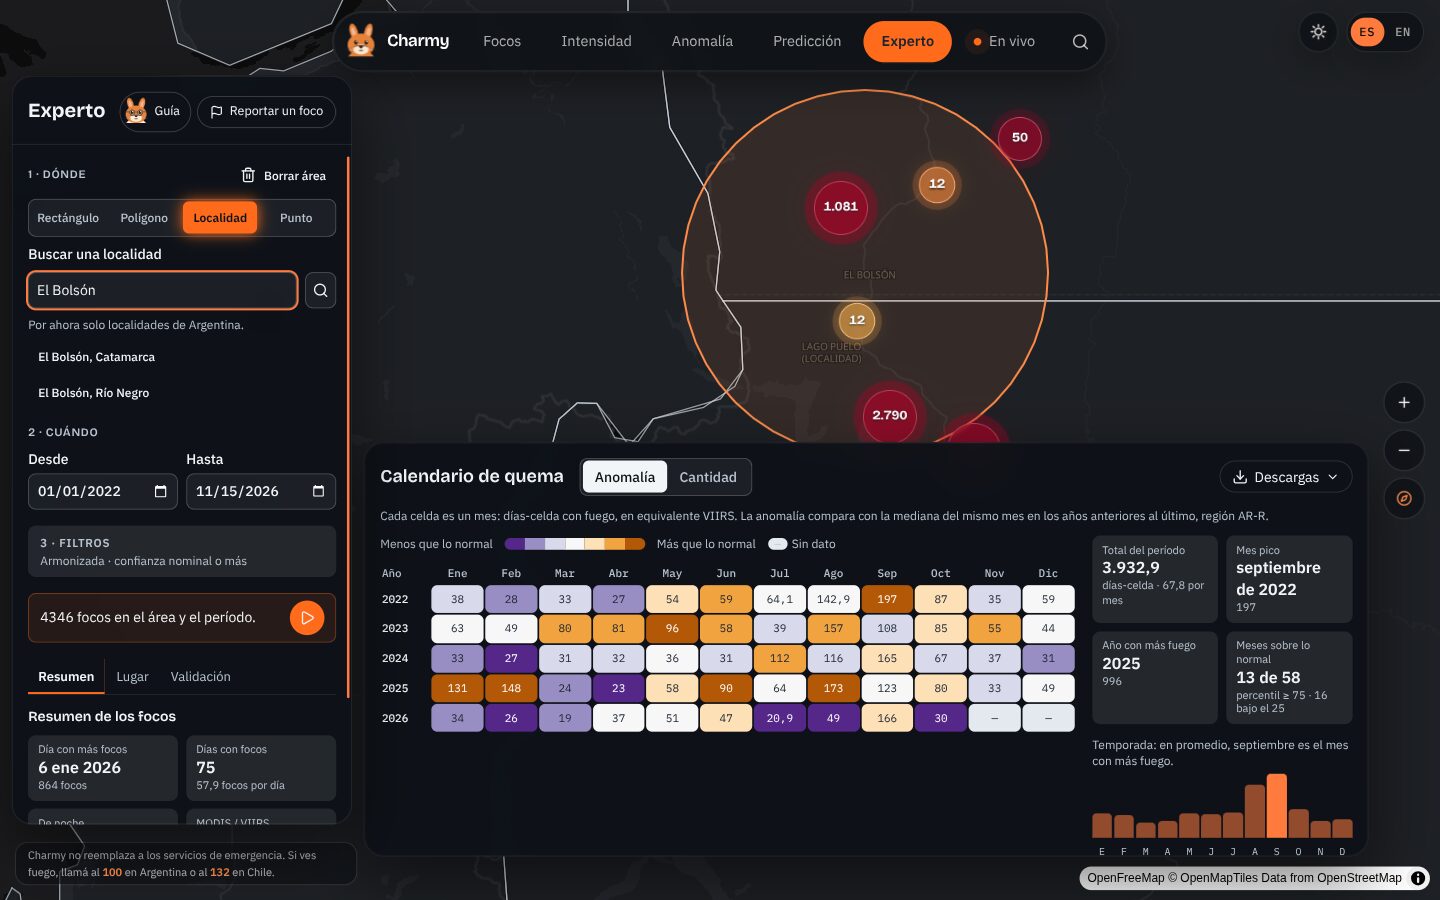 Charmy
Focos
Intensidad
Anomalía
Predicción
Experto
En vivo
ES
EN
Experto
Guía
Reportar un foco
1 · DÓNDE
Borrar área
Rectángulo
Polígono
Localidad
Punto
Buscar una localidad
El Bolsón
Por ahora solo localidades de Argentina.
El Bolsón, Catamarca
El Bolsón, Río Negro
2 · CUÁNDO
Desde
Hasta
01/01/2022
11/15/2026
3 · FILTROS
Armonizada · confianza nominal o más
4346 focos en el área y el período.
Resumen
Lugar
Validación
Resumen de los focos
Día con más focos
6 ene 2026
864 focos
Días con focos
75
57,9 focos por día
De noche
MODIS / VIIRS
Charmy no reemplaza a los servicios de emergencia. Si ves
fuego, llamá al 100 en Argentina o al 132 en Chile.
50
12
1.081
EL BOLSÓN
12
LAGO PUELO
(LOCALIDAD)
2.790
Calendario de quema
Anomalía
Cantidad
Descargas
Cada celda es un mes: días-celda con fuego, en equivalente VIIRS. La anomalía compara con la mediana del mismo mes en los años anteriores al último, región AR-R.
Menos que lo normal
Más que lo normal
Sin dato
Año Ene Feb Mar Abr May Jun Jul Ago Sep Oct Nov Dic
2022 38 28 33 27 54 59 64,1 142,9 197 87 35 59
2023 63 49 80 81 96 58 39 157 108 85 55 44
2024 33 27 31 32 36 31 112 116 165 67 37 31
2025 131 148 24 23 58 90 64 173 123 80 33 49
2026 34 26 19 37 51 47 20,9 49 166 30 — —
Total del período
3.932,9
días-celda · 67,8 por
mes
Mes pico
septiembre
de 2022
197
Año con más fuego
2025
996
Meses sobre lo
normal
13 de 58
percentil ≥ 75 · 16
bajo el 25
Temporada: en promedio, septiembre es el mes
con más fuego.
E F M A M J J A S O N D
OpenFreeMap © OpenMapTiles Data from OpenStreetMap